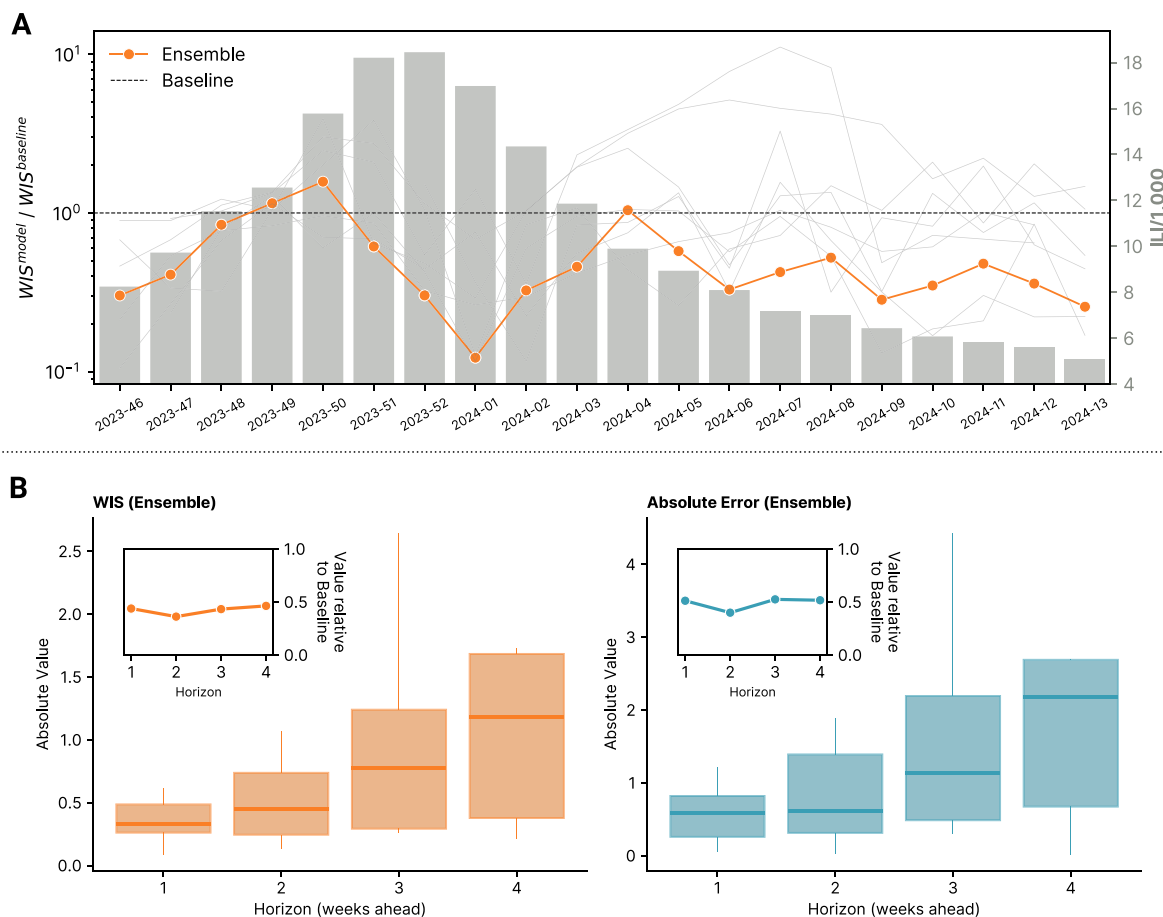 A
Ensemble
Baseline
10^1
10^0
10^-1
WIS^model / WIS^baseline
18
16
14
12
10
8
6
4
ILI/1,000
2023-46
2023-47
2023-48
2023-49
2023-50
2023-51
2023-52
2024-01
2024-02
2024-03
2024-04
2024-05
2024-06
2024-07
2024-08
2024-09
2024-10
2024-11
2024-12
2024-13
B
WIS (Ensemble)
2.5
2.0
1.5
1.0
0.5
0.0
Absolute Value
1.0
0.5
0.0
Value relative
to Baseline
1 2 3 4
Horizon
1 2 3 4
Horizon (weeks ahead)
Absolute Error (Ensemble)
4
3
2
1
0
Absolute Value
1.0
0.5
0.0
Value relative
to Baseline
1 2 3 4
Horizon
1 2 3 4
Horizon (weeks ahead)